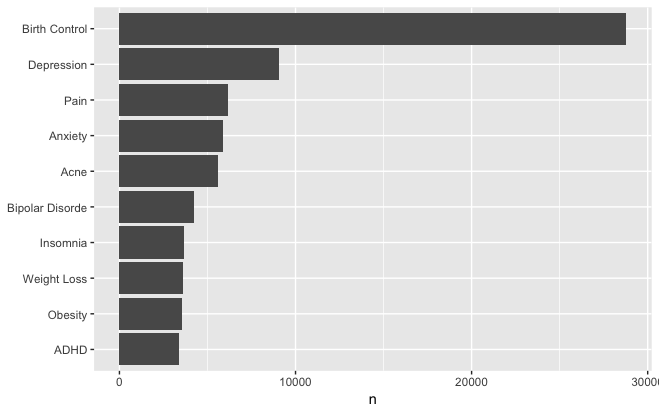 Birth Control
Depression
Pain
Anxiety
Acne
Bipolar Disorde
Insomnia
Weight Loss
Obesity
ADHD
0 10000 20000 3000
n